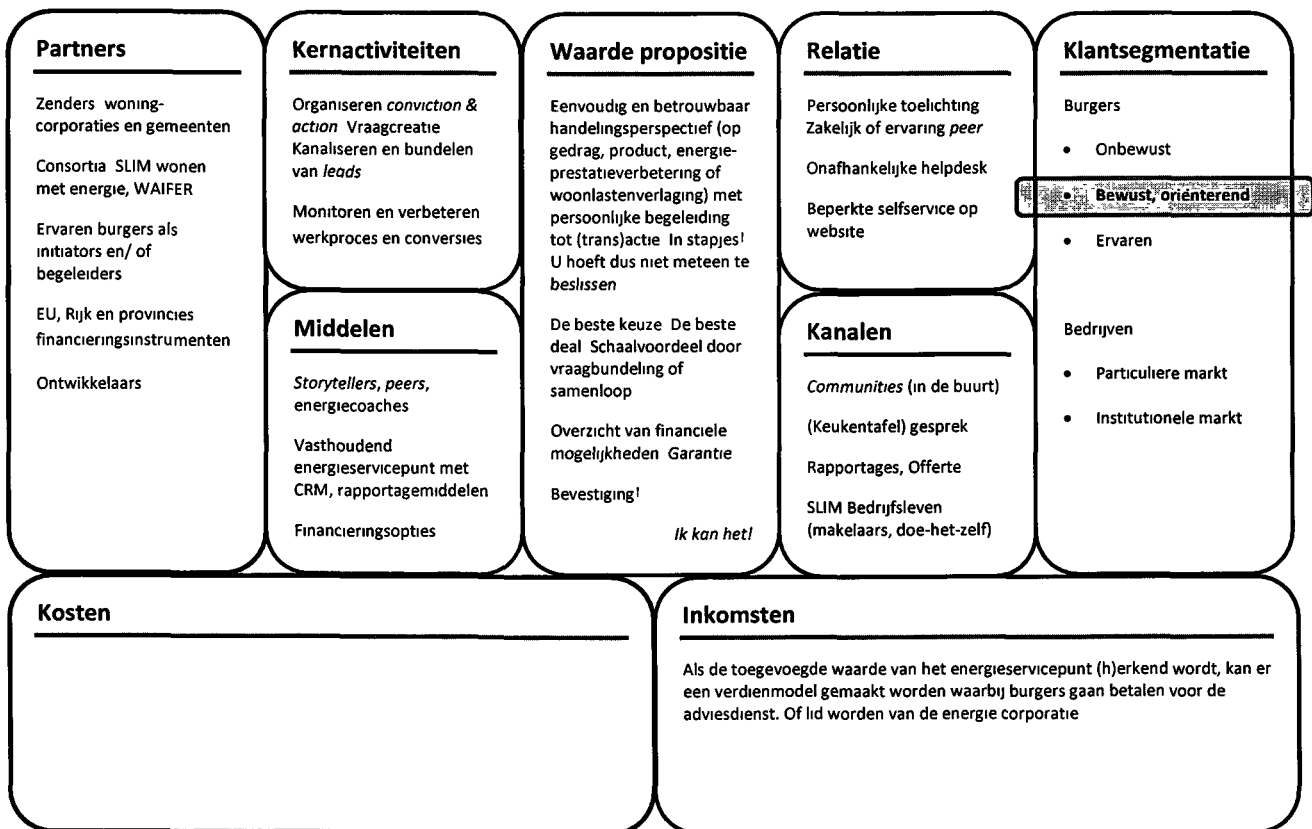 Partners
Zenders woning-
corporaties en gemeenten
Consortia SLIM wonen
met energie, WAIFER
Ervaren burgers als
initiators en/ of
begeleiders
EU, Rijk en provincies
financieringsinstrumenten
Ontwikkelaars
Kernactiviteiten
Organiseren conviction &
action Vraagcreatie
Kanaliseren en bundelen
van leads
Monitoren en verbeteren
werkproces en conversies
Middelen
Storytellers, peers,
energiecoaches
Vasthoudend
energieservicepunt met
CRM, rapportagemiddelen
Financieringsopties
Waarde propositie
Eenvoudig en betrouwbaar
handelingsperspectief (op
gedrag, product, energie-
prestatieverbetering of
woonlastenverlaging) met
persoonlijke begeleiding
tot (trans)actie In stapjes!
U hoeft dus niet meteen te
beslissen
De beste keuze De beste
deal Schaalvoordeel door
vraagbundeling of
samenloop
Overzicht van financiele
mogelijkheden Garantie
Bevestiging!
Ik kan het!
Relatie
Persoonlijke toelichting
Zakelijk of ervaring peer
Onafhankelijke helpdesk
Beperkte selfservice op
website
Kanalen
Communities (in de buurt)
(Keukentafel) gesprek
Rapportages, Offerte
SLIM Bedrijfsleven
(makelaars, doe-het-zelf)
Klantsegmentatie
Burgers
• Onbewust
• Bewust, oriënterend
• Ervaren
Bedrijven
• Particuliere markt
• Institutionele markt
Kosten
Inkomsten
Als de toegevoegde waarde van het energieservicepunt (h)erkend wordt, kan er
een verdienmodel gemaakt worden waarbij burgers gaan betalen voor de
adviesdienst. Of lid worden van de energie corporatie